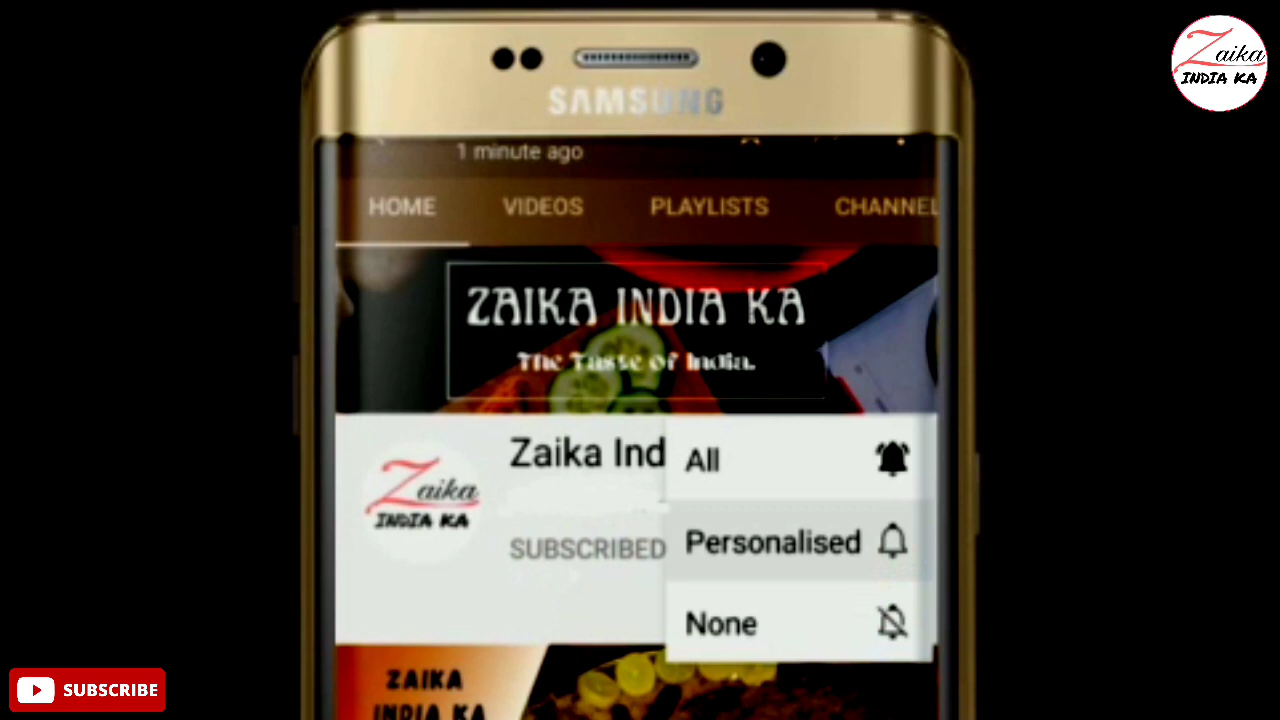 Zaika
INDIA KA
SAMSUNG
1 minute ago
HOME VIDEOS PLAYLISTS CHANNEL
ZAIKA INDIA KA
The Taste of India.
Zaika
INDIA KA
Zaika Ind
SUBSCRIBED
All
Personalised
None
ZAIKA
INDIA KA
SUBSCRIBE